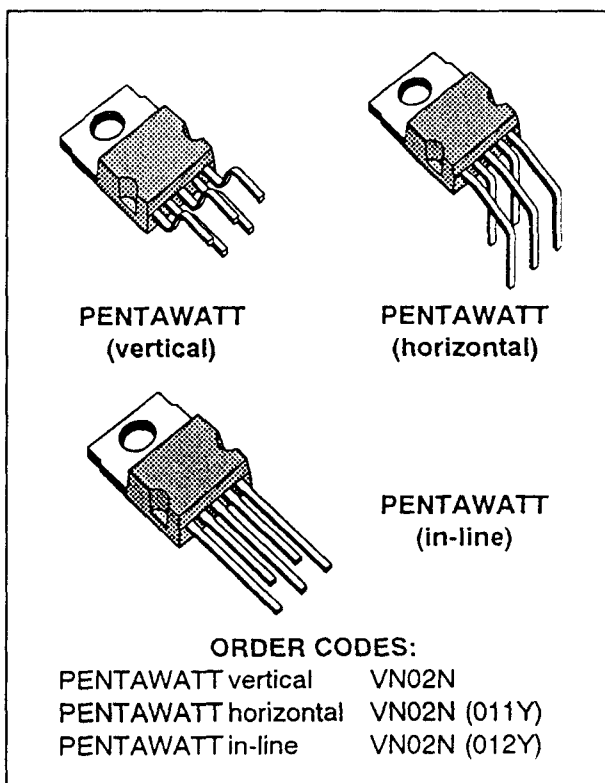 PENTAWATT
(vertical)
PENTAWATT
(horizontal)
PENTAWATT
(in-line)
ORDER CODES:
PENTAWATT vertical VN02N
PENTAWATT horizontal VN02N (011Y)
PENTAWATT in-line VN02N (012Y)